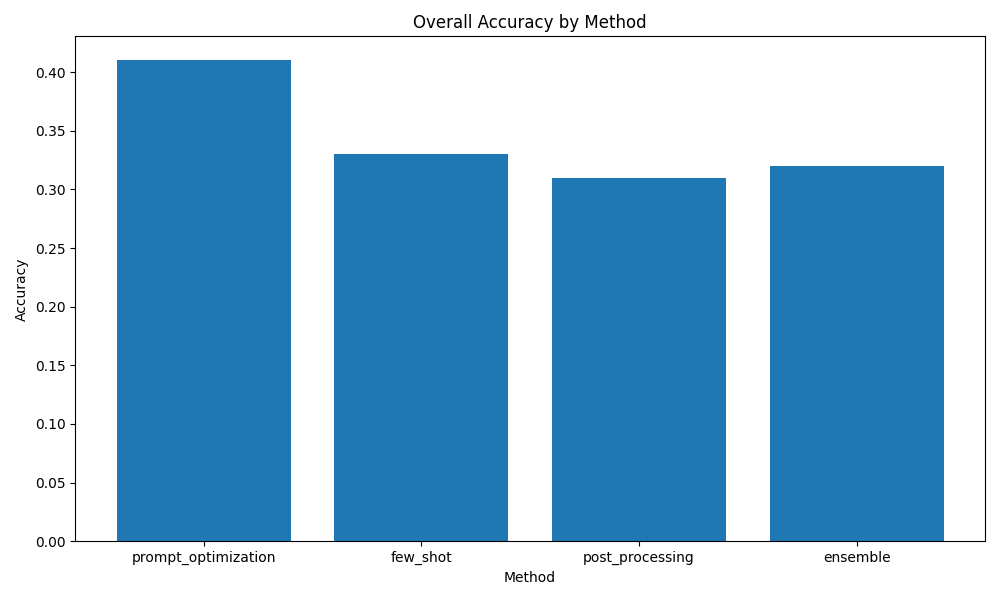 Overall Accuracy by Method
Accuracy
0.40
0.35
0.30
0.25
0.20
0.15
0.10
0.05
0.00
prompt_optimization
few_shot
post_processing
ensemble
Method